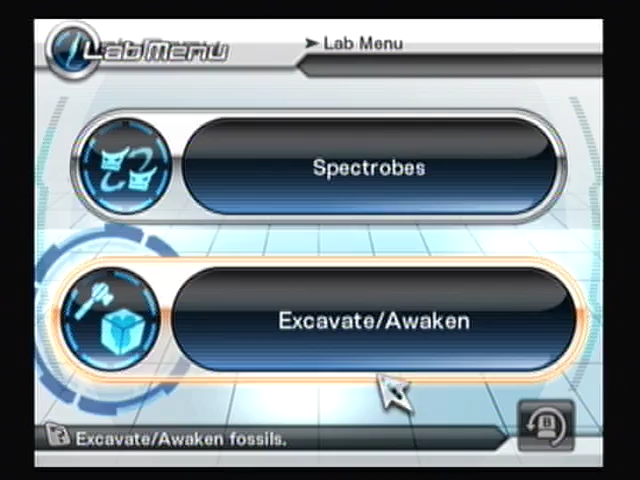 Lab Menu
Lab Menu
Spectrobes
Excavate/Awaken
Excavate/Awaken fossils.
B